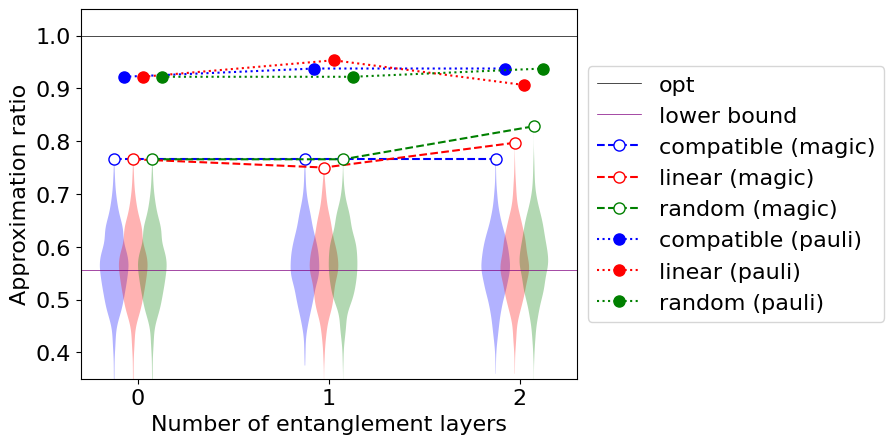 1.0
0.9
0.8
0.7
0.6
0.5
0.4
Approximation ratio
0
1
2
Number of entanglement layers
opt
lower bound
compatible (magic)
linear (magic)
random (magic)
compatible (pauli)
linear (pauli)
random (pauli)